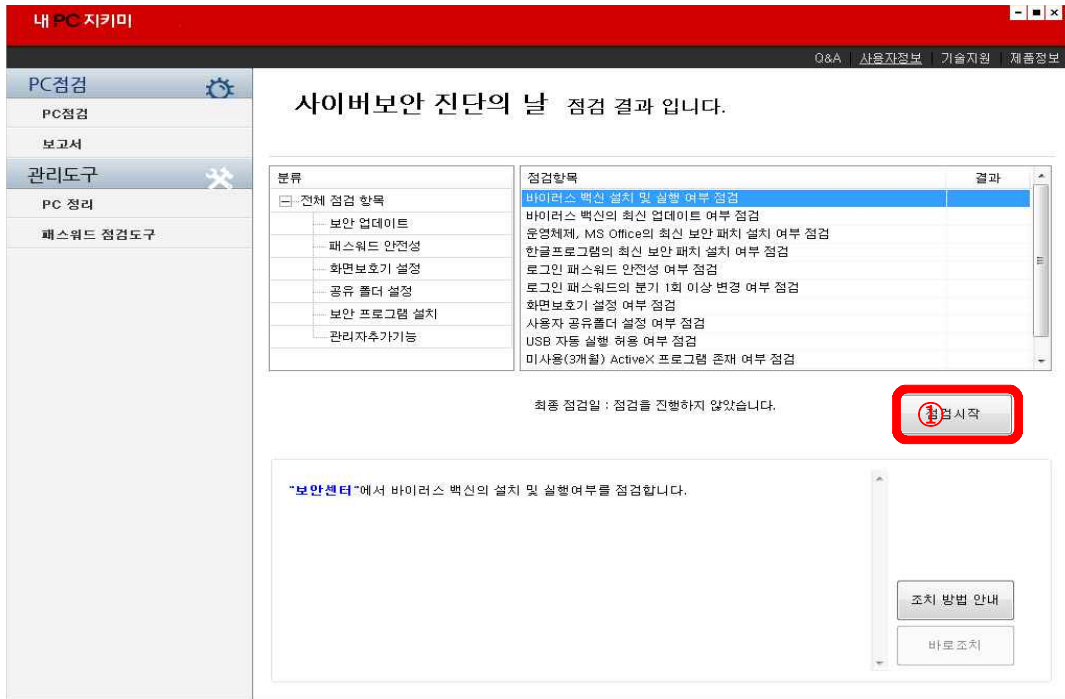 내 PC 지키미
Q&A 사용자정보 기술지원 제품정보
PC점검
PC점검
보고서
관리도구
PC 정리
패스워드 점검도구
사이버보안 진단의 날 점검 결과 입니다.
분류
전체 점검 항목
보안 업데이트
패스워드 안전성
화면보호기 설정
공유 폴더 설정
보안 프로그램 설치
관리자추가기능
점검항목 결과
바이러스 백신 설치 및 실행 여부 점검
바이러스 백신의 최신 업데이트 여부 점검
운영체제, MS Office의 최신 보안 패치 설치 여부 점검
한글프로그램의 최신 보안 패치 설치 여부 점검
로그인 패스워드 안전성 여부 점검
로그인 패스워드의 분기 1회 이상 변경 여부 점검
화면보호기 설정 여부 점검
사용자 공유폴더 설정 여부 점검
USB 자동 실행 허용 여부 점검
미사용(3개월) ActiveX 프로그램 존재 여부 점검
최종 점검일 : 점검을 진행하지 않았습니다.
① 점검시작
"보안센터"에서 바이러스 백신의 설치 및 실행여부를 점검합니다.
조치 방법 안내
바로조치